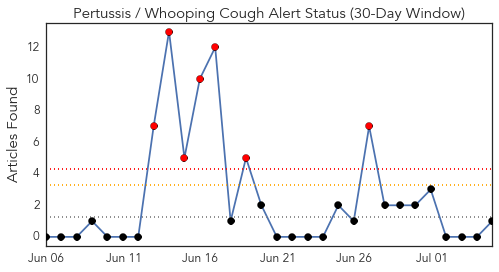 Pertussis / Whooping Cough Alert Status (30-Day Window)
Articles Found
12
10
8
6
4
2
0
Jun 06
Jun 11
Jun 16
Jun 21
Jun 26
Jul 01